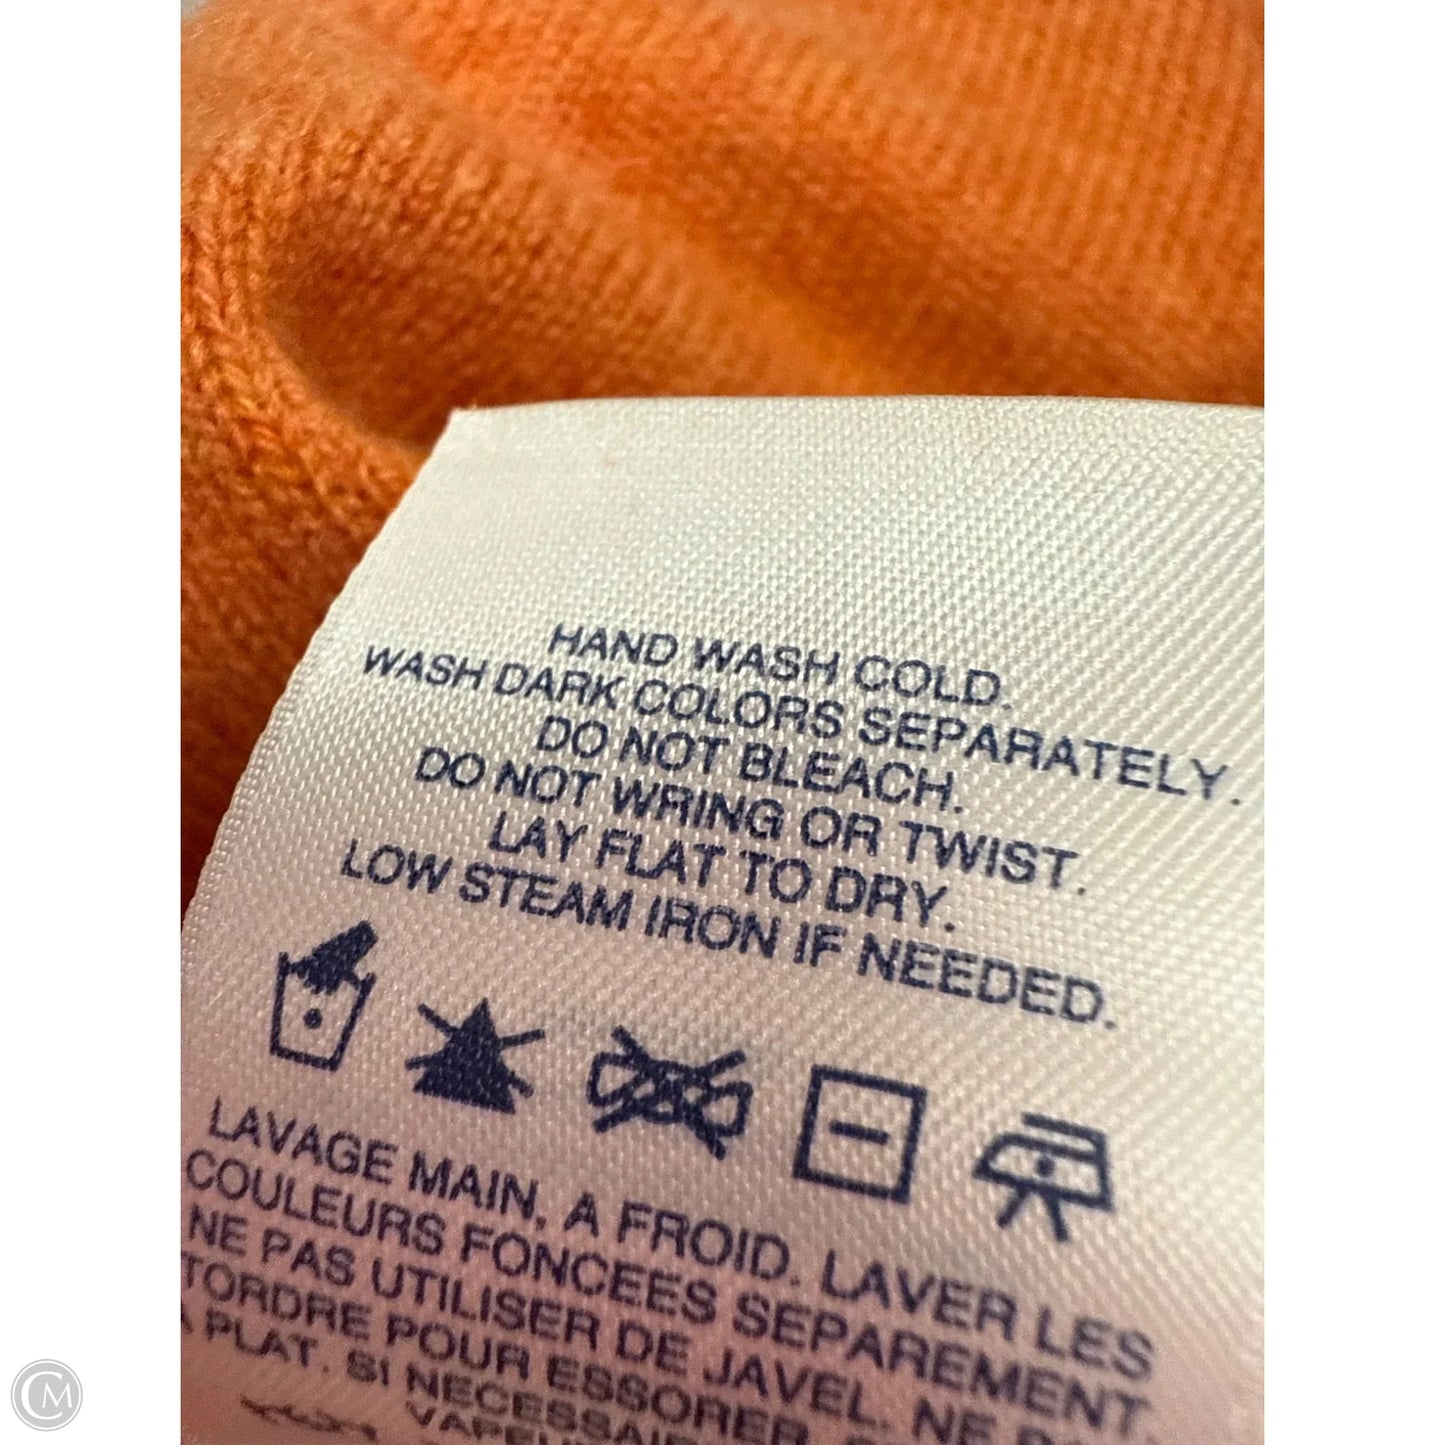 HAND WASH COLD.
WASH DARK COLORS SEPARATELY.
DO NOT BLEACH.
DO NOT WRING OR TWIST.
LAY FLAT TO DRY.
LOW STEAM IRON IF NEEDED.
LAVAGE MAIN, A FROID. LAVER LES
COULEURS FONCEES SEPAREMENT.
NE PAS UTILISER DE JAVEL. NE
TORDRE POUR ESSORER.
PLAT. SI
CM